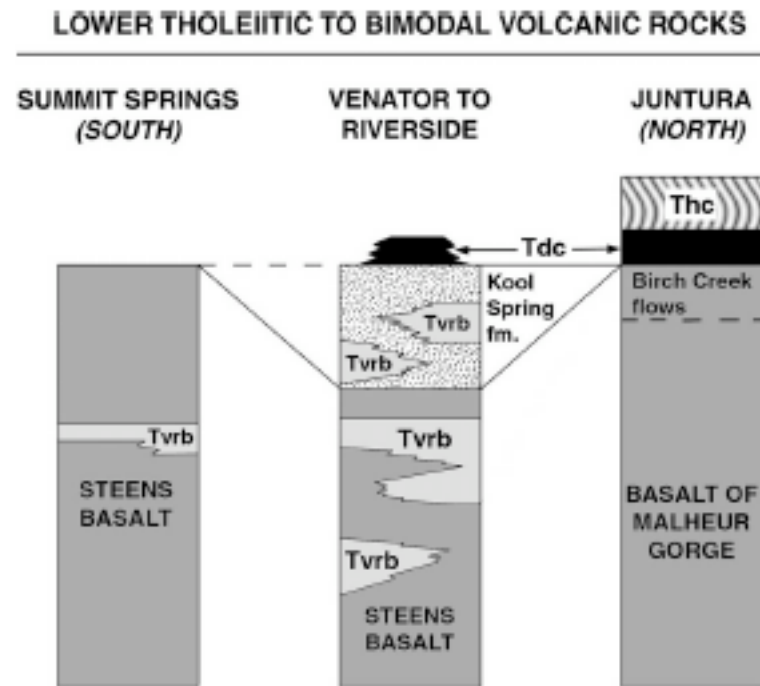 LOWER THOLEIITIC TO BIMODAL VOLCANIC ROCKS
SUMMIT SPRINGS
(SOUTH)
VENATOR TO
RIVERSIDE
JUNTURA
(NORTH)
Thc
Tdc
Kool
Spring
fm.
Birch Creek
flows
Tvrb
Tvrb
Tvrb
Tvrb
Tvrb
STEENS
BASALT
STEENS
BASALT
BASALT OF
MALHEUR
GORGE